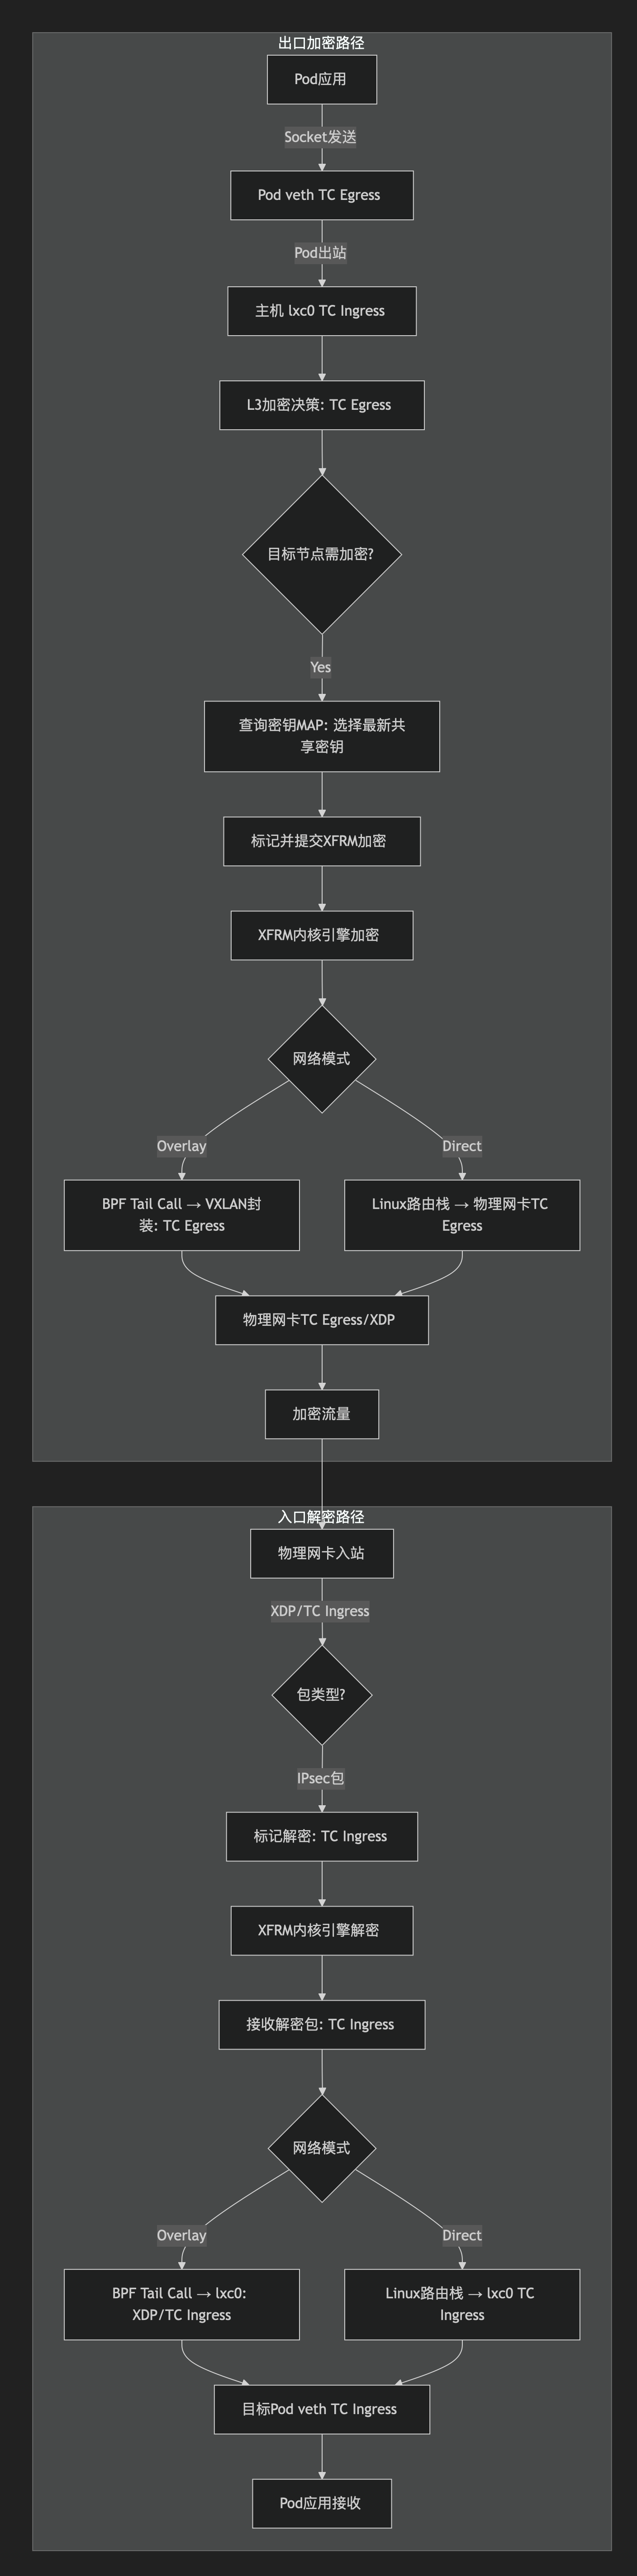 出口加密路径
Pod应用
Socket发送
Pod veth TC Egress
Pod出站
主机 lxc0 TC Ingress
L3加密决策: TC Egress
目标节点需加密?
Yes
查询密钥MAP: 选择最新共
享密钥
标记并提交XFRM加密
XFRM内核引擎加密
网络模式
Overlay
Direct
BPF Tail Call → VXLAN封
装: TC Egress
Linux路由栈 → 物理网卡TC
Egress
物理网卡TC Egress/XDP
加密流量
入口解密路径
物理网卡入站
XDP/TC Ingress
包类型?
IPsec包
标记解密: TC Ingress
XFRM内核引擎解密
接收解密包: TC Ingress
网络模式
Overlay
Direct
BPF Tail Call → lxc0:
XDP/TC Ingress
Linux路由栈 → lxc0 TC
Ingress
目标Pod veth TC Ingress
Pod应用接收